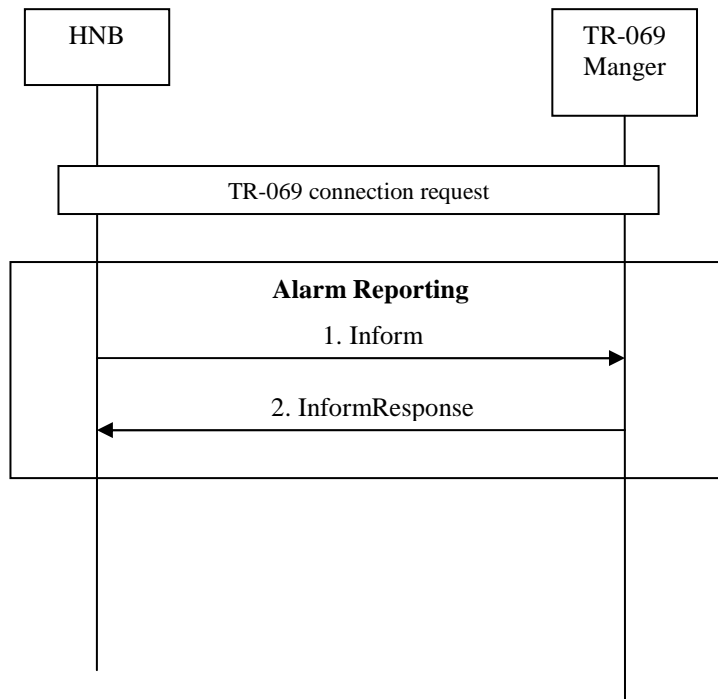 HNB
TR-069
Manger
TR-069 connection request
Alarm Reporting
1. Inform
2. InformResponse